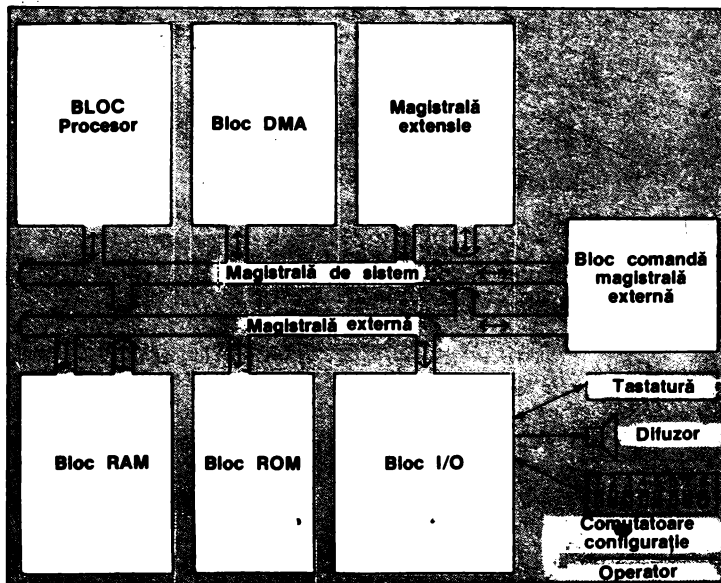 BLOC
Procesor
Bloc DMA
Magistrală
extensie
Bloc comandă
magistrală
externă
Magistrală de sistem
Magistrală externă
Bloc RAM
Bloc ROM
Bloc I/O
Tastatură
Difuzor
Comutatoare
configurație
Operator